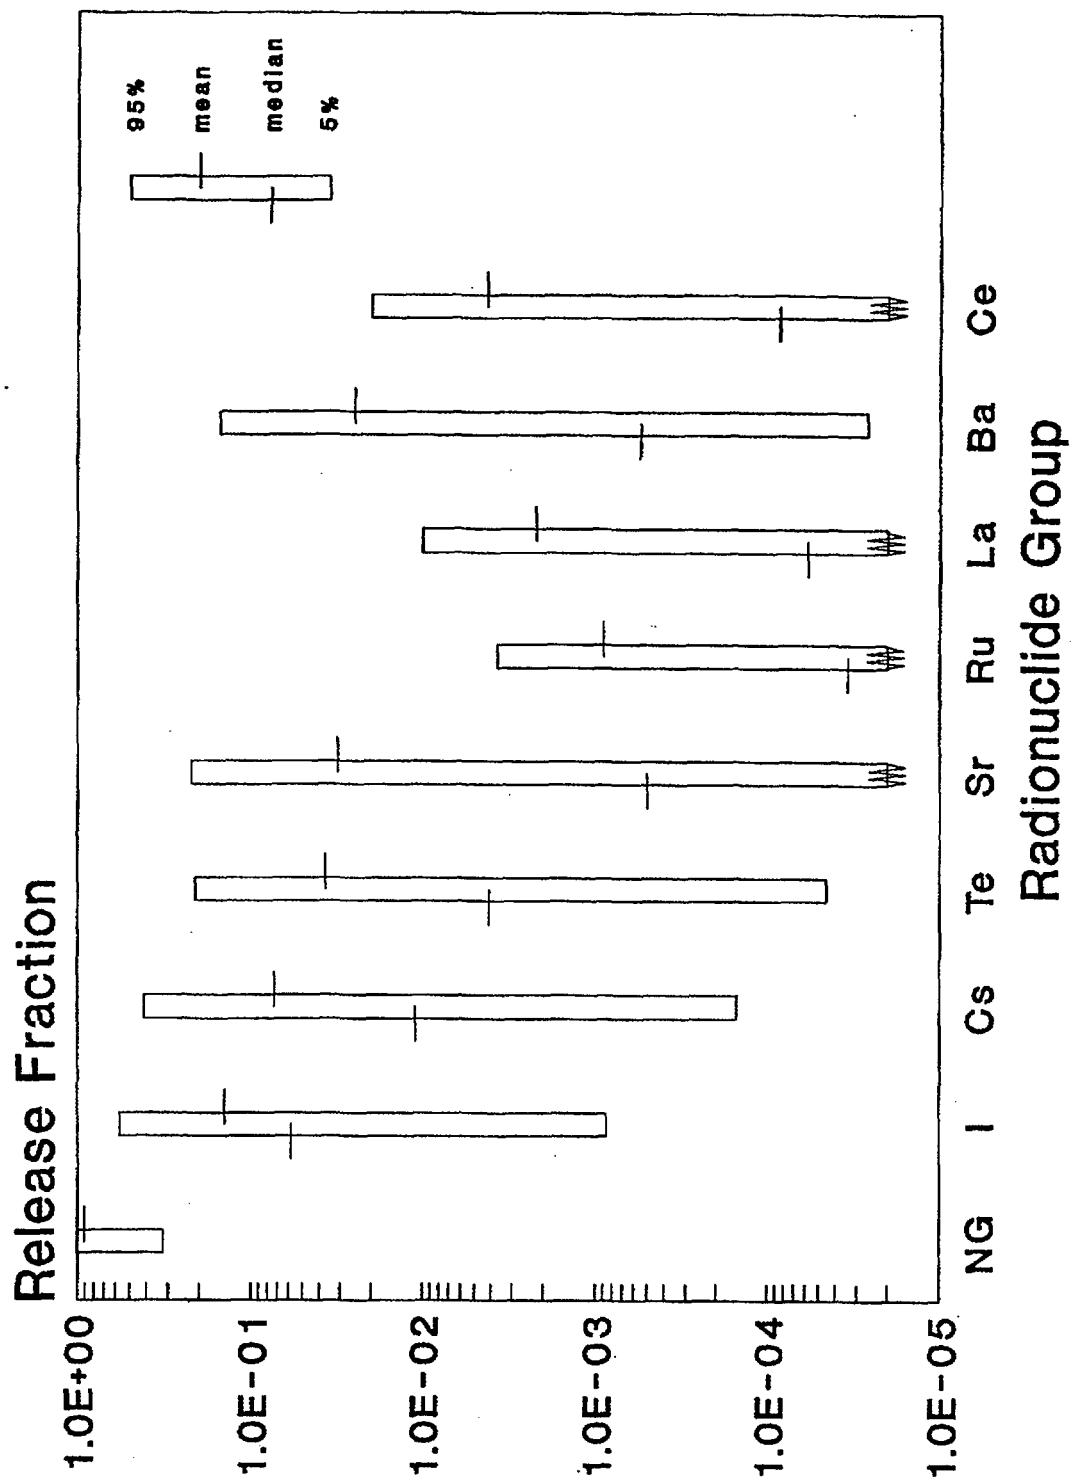 Release Fraction
1.0E+00
1.0E-01
1.0E-02
1.0E-03
1.0E-04
1.0E-05
95%
mean
median
5%
NG I Cs Te Sr Ru La Ba Ce
Radionuclide Group